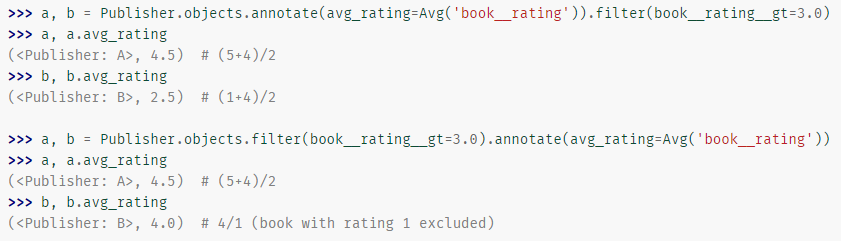 >>> a, b = Publisher.objects.annotate(avg_rating=Avg('book__rating')).filter(book__rating__gt=3.0)
>>> a, a.avg_rating
(<Publisher: A>, 4.5)  # (5+4)/2
>>> b, b.avg_rating
(<Publisher: B>, 2.5)  # (1+4)/2

>>> a, b = Publisher.objects.filter(book__rating__gt=3.0).annotate(avg_rating=Avg('book__rating'))
>>> a, a.avg_rating
(<Publisher: A>, 4.5)  # (5+4)/2
>>> b, b.avg_rating
(<Publisher: B>, 4.0)  # 4/1 (book with rating 1 excluded)